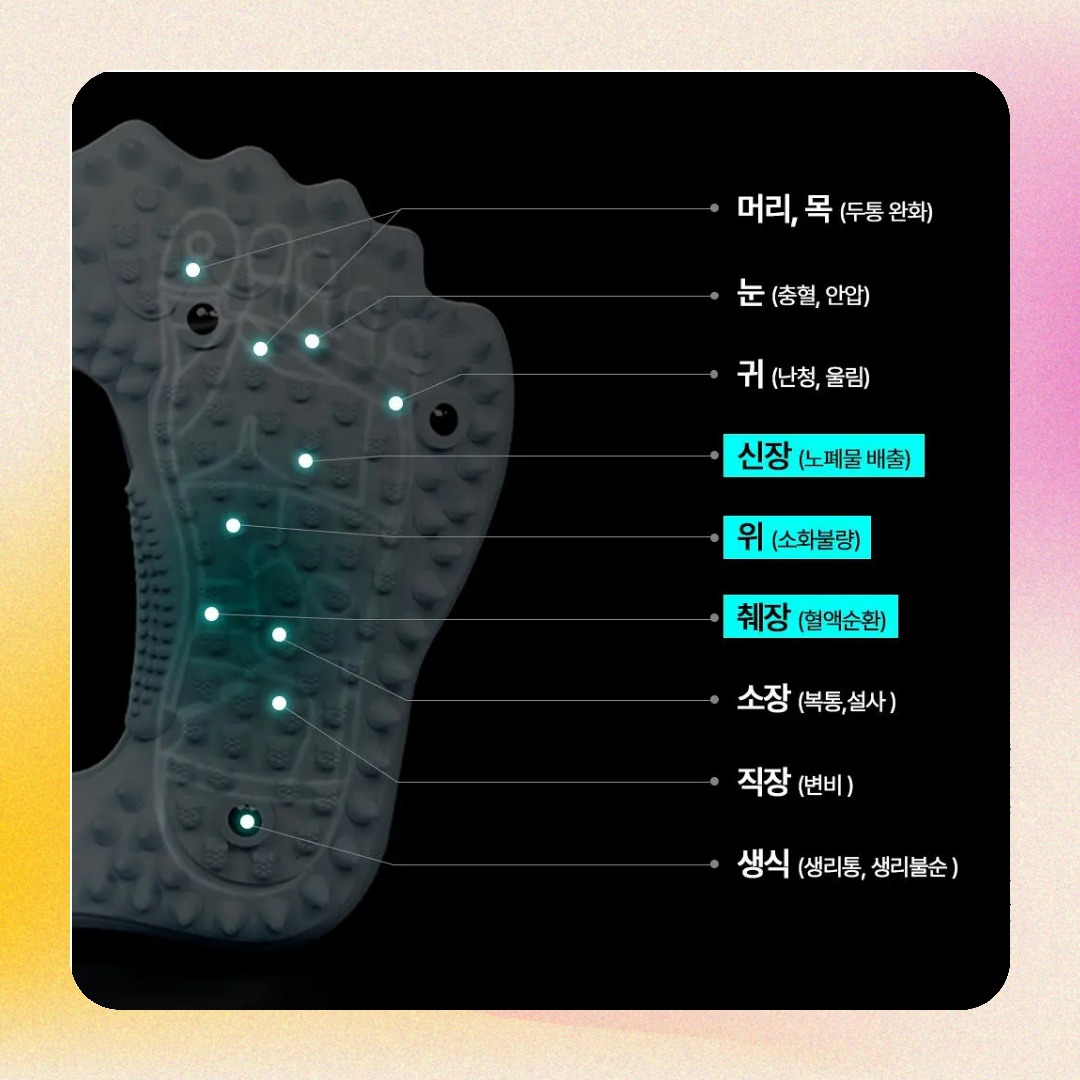 머리, 목 (두통 완화)
눈 (충혈, 안압)
귀 (난청, 울림)
신장 (노폐물 배출)
위 (소화불량)
췌장 (혈액순환)
소장 (복통,설사 )
직장 (변비 )
생식 (생리통, 생리불순 )